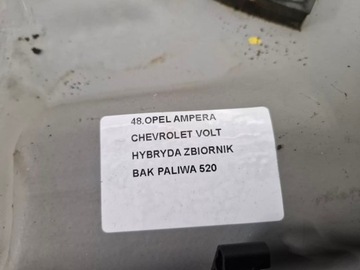 48.OPEL AMPERA
CHEVROLET VOLT
HYBRYDA ZBIORNIK
BAK PALIWA 520